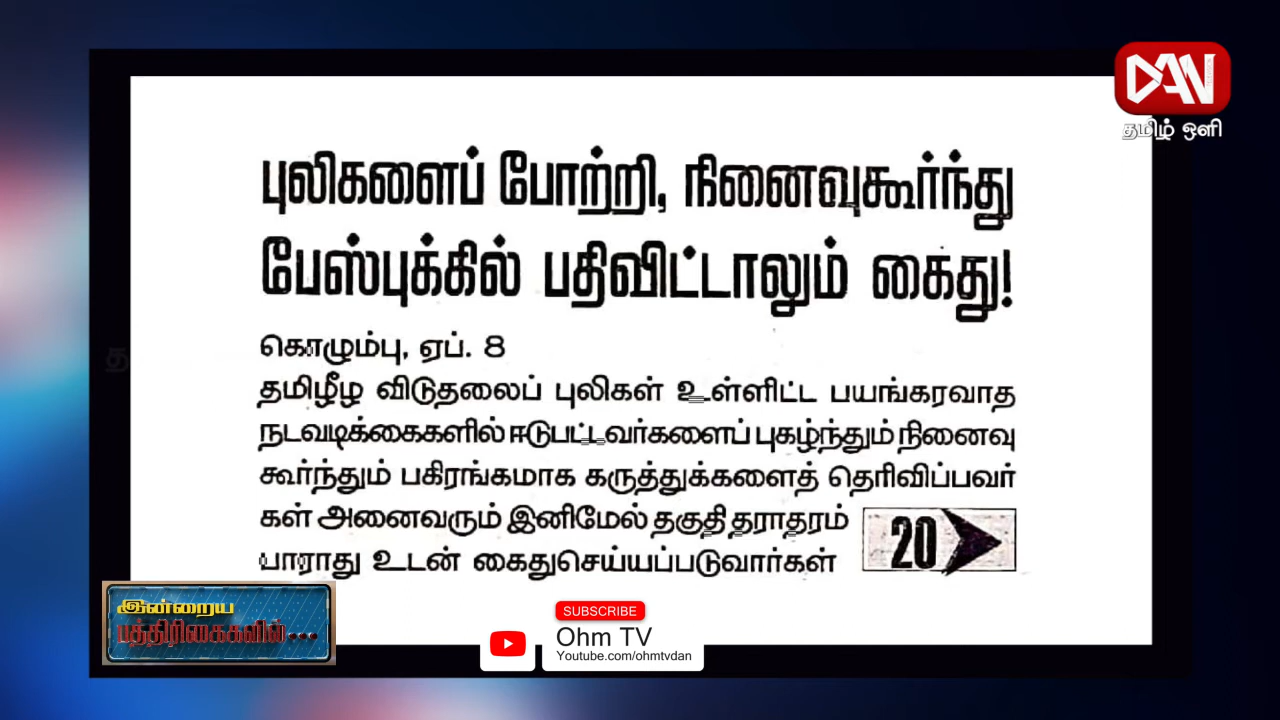 DAN
தமிழ் ஒளி
புலிகளைப் போற்றி, நினைவுகூர்ந்து
பேஸ்புக்கில் பதிவிட்டாலும் கைது!
கொழும்பு, ஏப். 8
தமிழீழ விடுதலைப் புலிகள் உள்ளிட்ட பயங்கரவாத
நடவடிக்கைகளில் ஈடுபட்டவர்களைப் புகழ்ந்தும் நினைவு
கூர்ந்தும் பகிரங்கமாக கருத்துக்களைத் தெரிவிப்பவர்
கள் அனைவரும் இனிமேல் தகுதி தராதரம்
பாராது உடன் கைதுசெய்யப்படுவார்கள்
20
இன்றைய
பத்திரிகைகளில்...
SUBSCRIBE
Ohm TV
Youtube.com/ohmtvdan